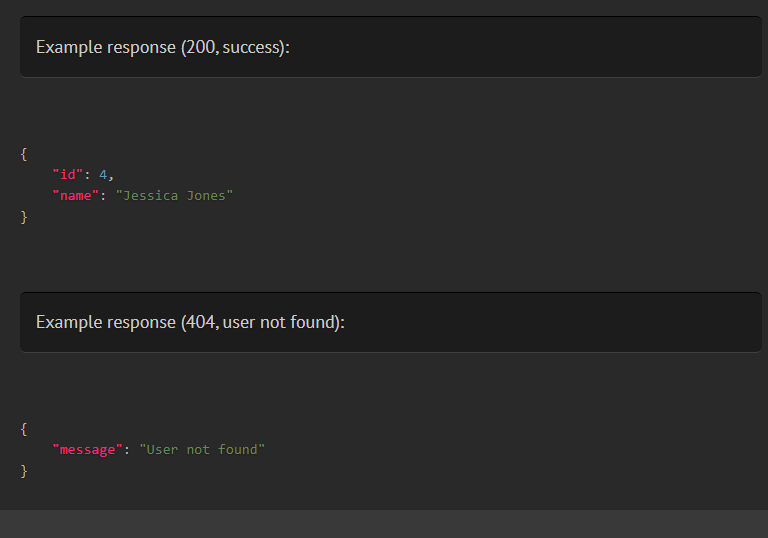 Example response (200, success):
{
    "id": 4,
    "name": "Jessica Jones"
}
Example response (404, user not found):
{
    "message": "User not found"
}